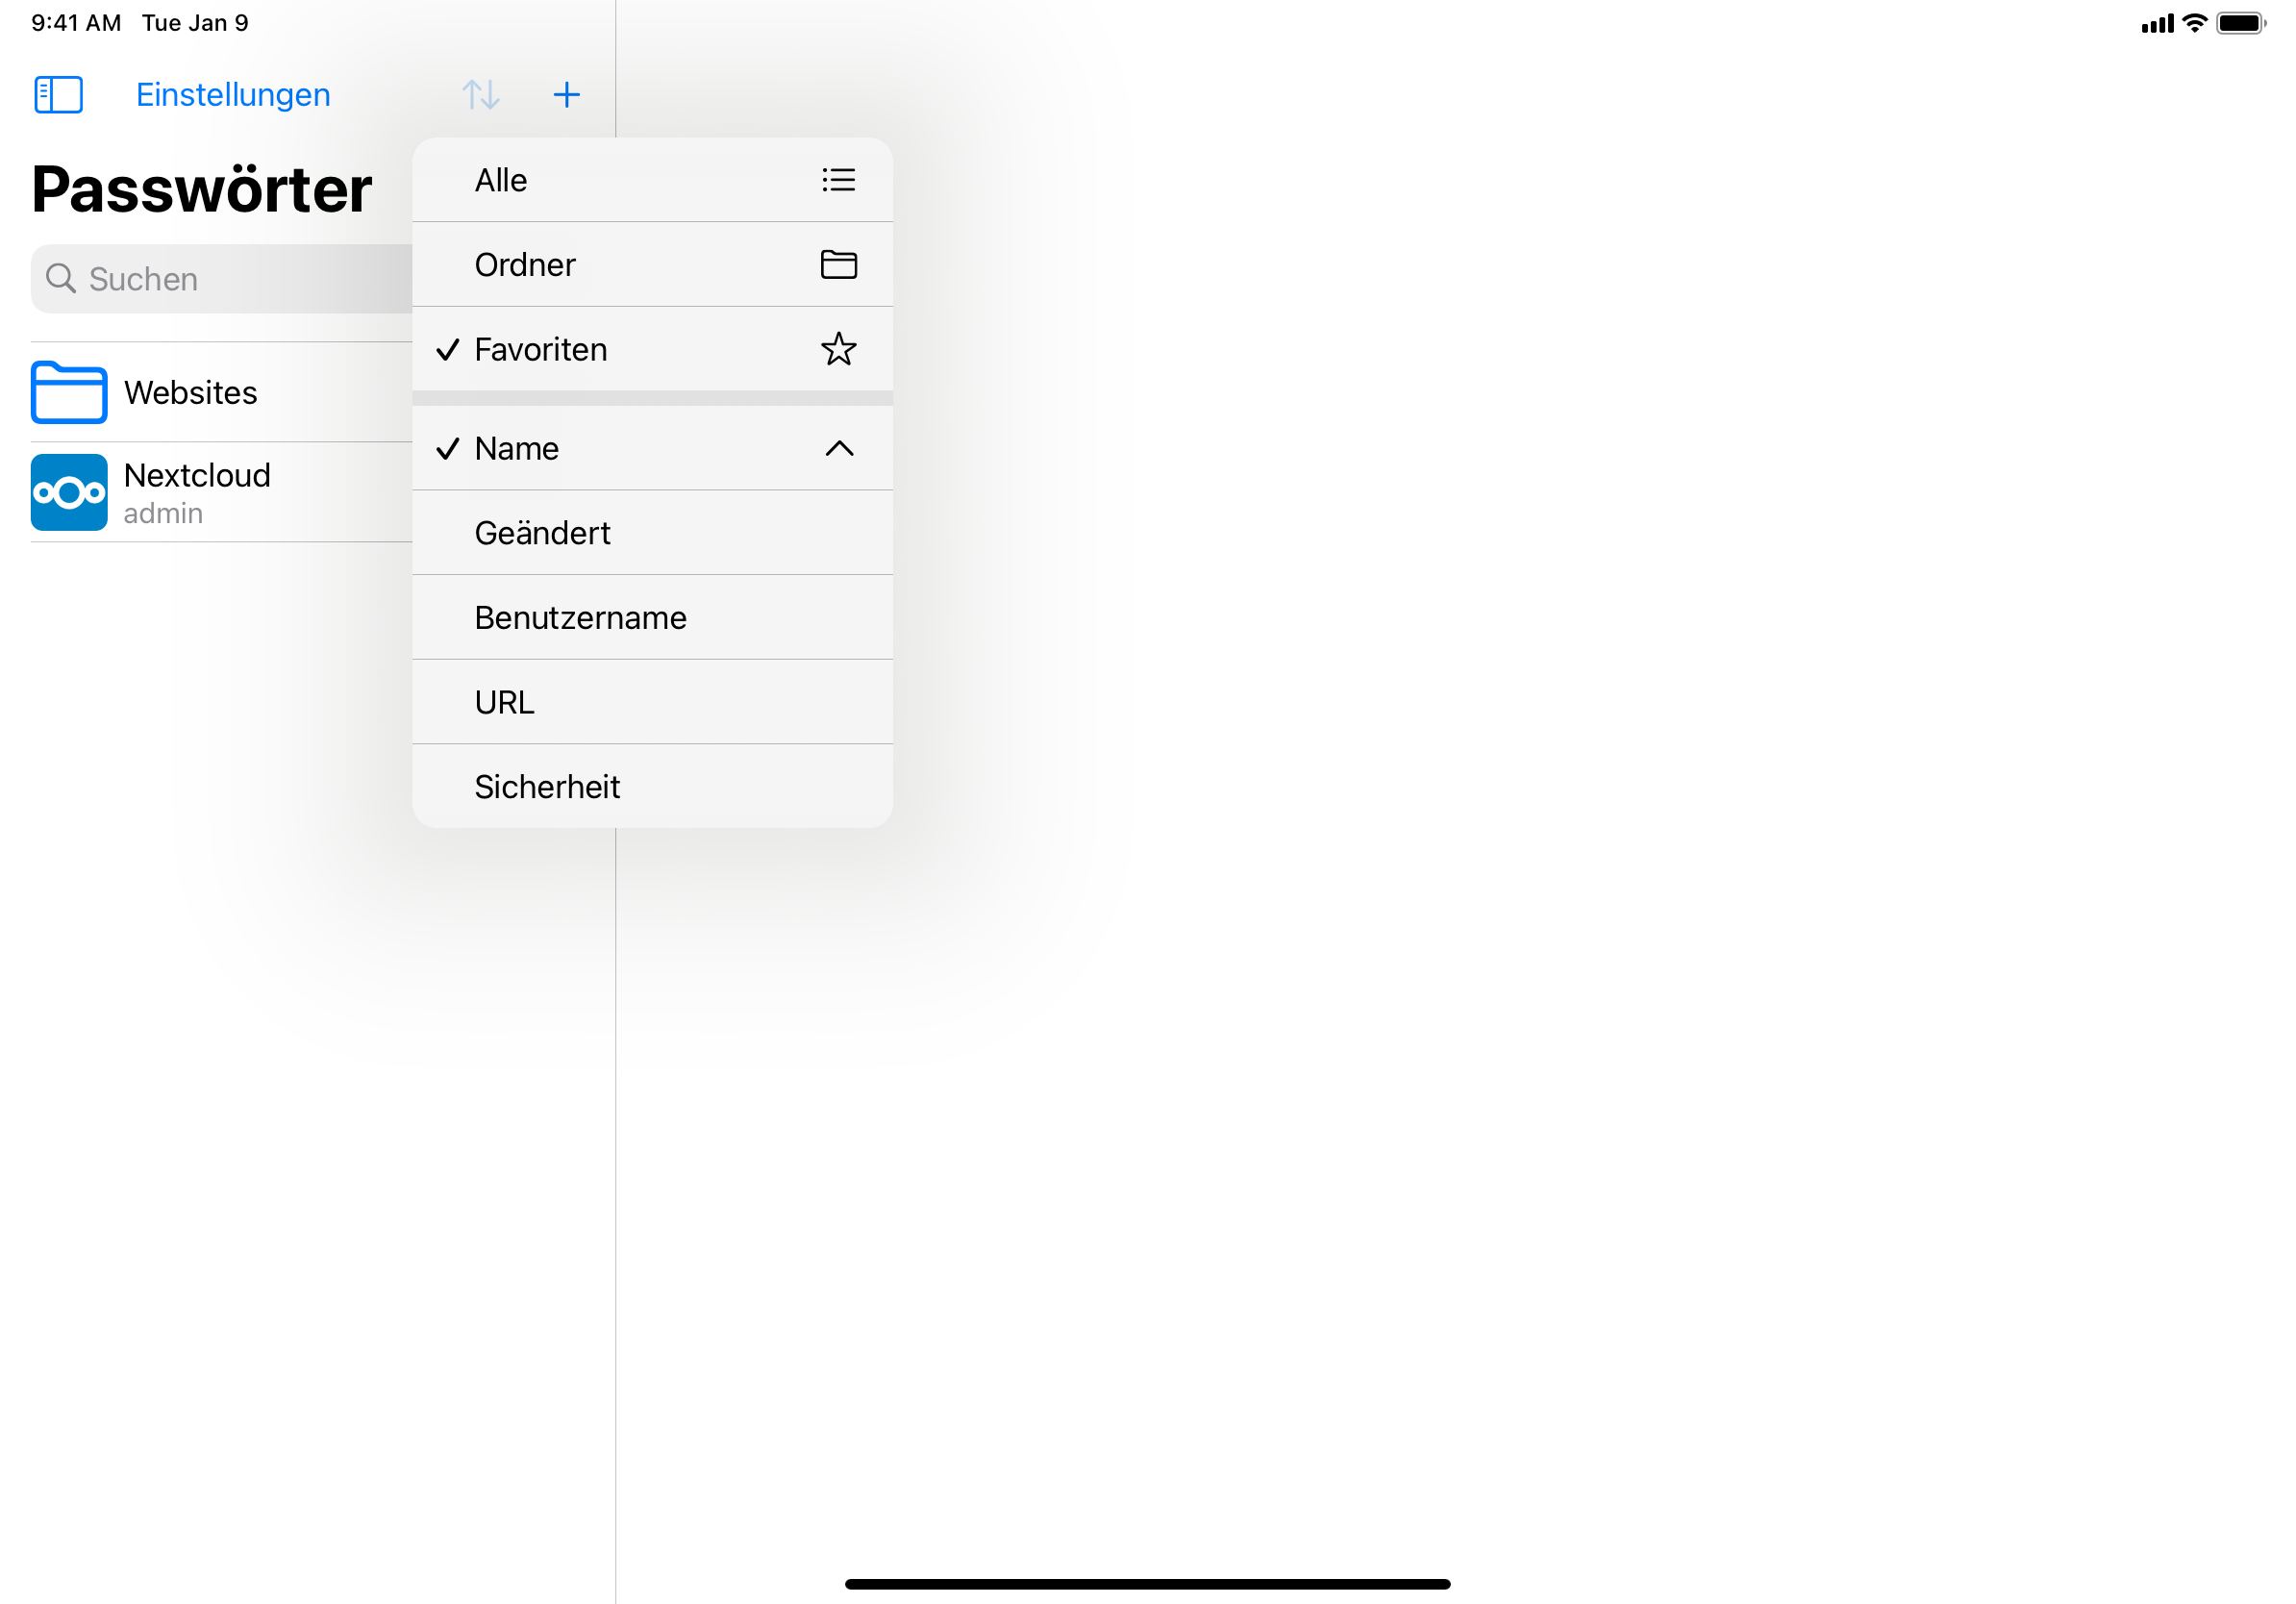 9:41 AM Tue Jan 9
Einstellungen
Passwörter
Suchen
Websites
Nextcloud
admin
Alle
Ordner
Favoriten
Name
Geändert
Benutzername
URL
Sicherheit